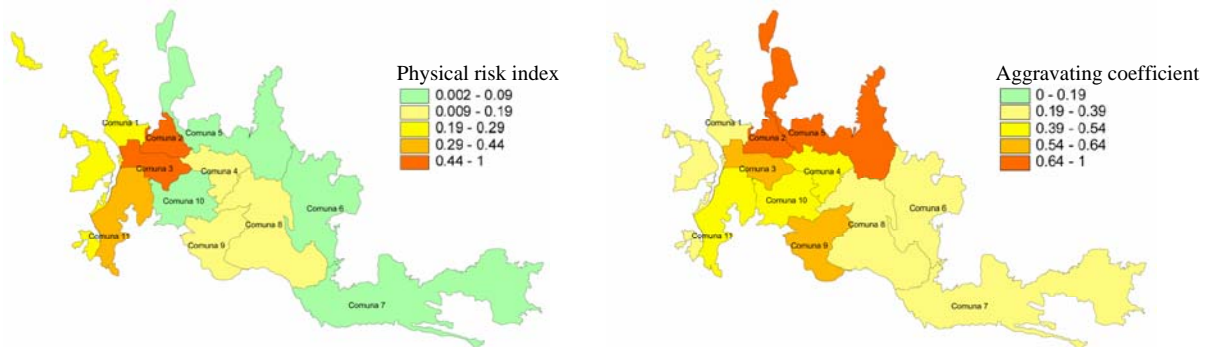 Physical risk index
0.002 - 0.09
0.009 - 0.19
0.19 - 0.29
0.29 - 0.44
0.44 - 1
Comuna 1
Comuna 2
Comuna 5
Comuna 3
Comuna 4
Comuna 10
Comuna 6
Comuna 8
Comuna 11
Comuna 9
Comuna 7
Aggravating coefficient
0 - 0.19
0.19 - 0.39
0.39 - 0.54
0.54 - 0.64
0.64 - 1
Comuna 1
Comuna 2
Comuna 5
Comuna 3
Comuna 4
Comuna 10
Comuna 6
Comuna 8
Comuna 11
Comuna 9
Comuna 7